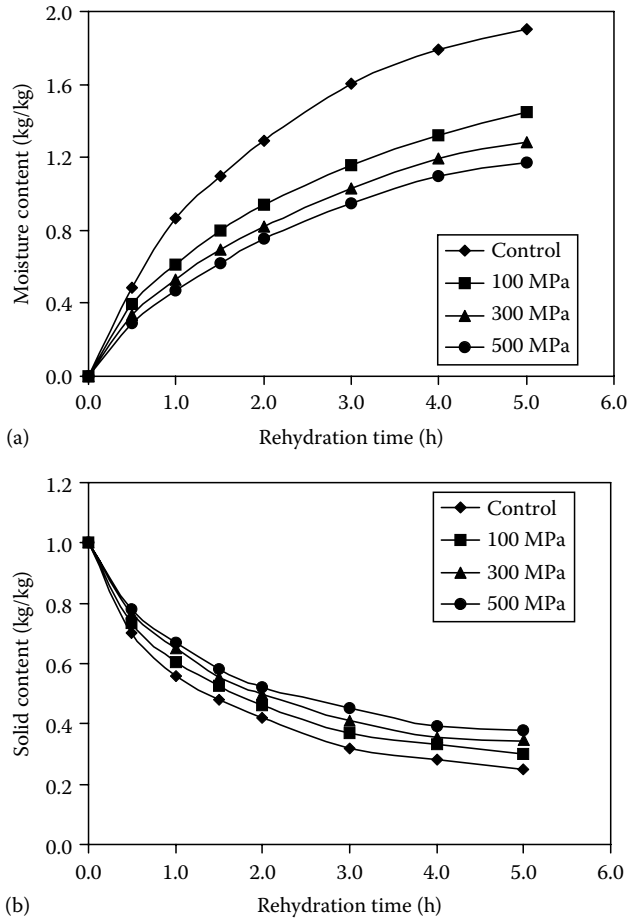 2.0
1.6
1.2
0.8
0.4
0.0
Moisture content (kg/kg)
Control
100 MPa
300 MPa
500 MPa
0.0 1.0 2.0 3.0 4.0 5.0 6.0
(a) Rehydration time (h)
1.2
1.0
0.8
0.6
0.4
0.2
0.0
Solid content (kg/kg)
Control
100 MPa
300 MPa
500 MPa
0.0 1.0 2.0 3.0 4.0 5.0 6.0
(b) Rehydration time (h)